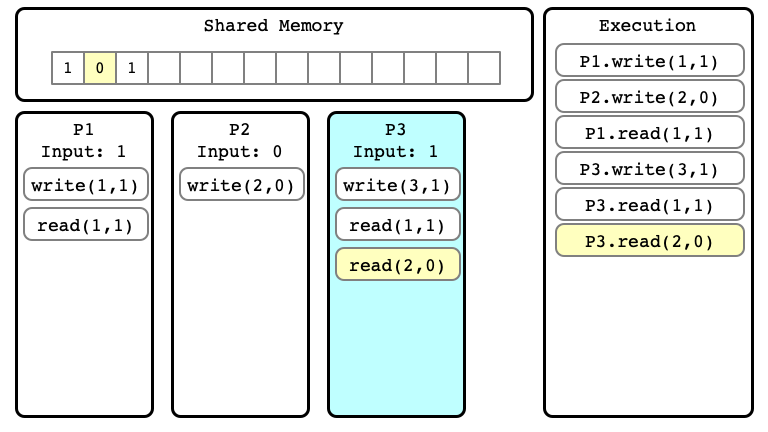 Shared Memory
1 0 1
P1
Input: 1
write(1,1)
read(1,1)
P2
Input: 0
write(2,0)
P3
Input: 1
write(3,1)
read(1,1)
read(2,0)
Execution
P1.write(1,1)
P2.write(2,0)
P1.read(1,1)
P3.write(3,1)
P3.read(1,1)
P3.read(2,0)